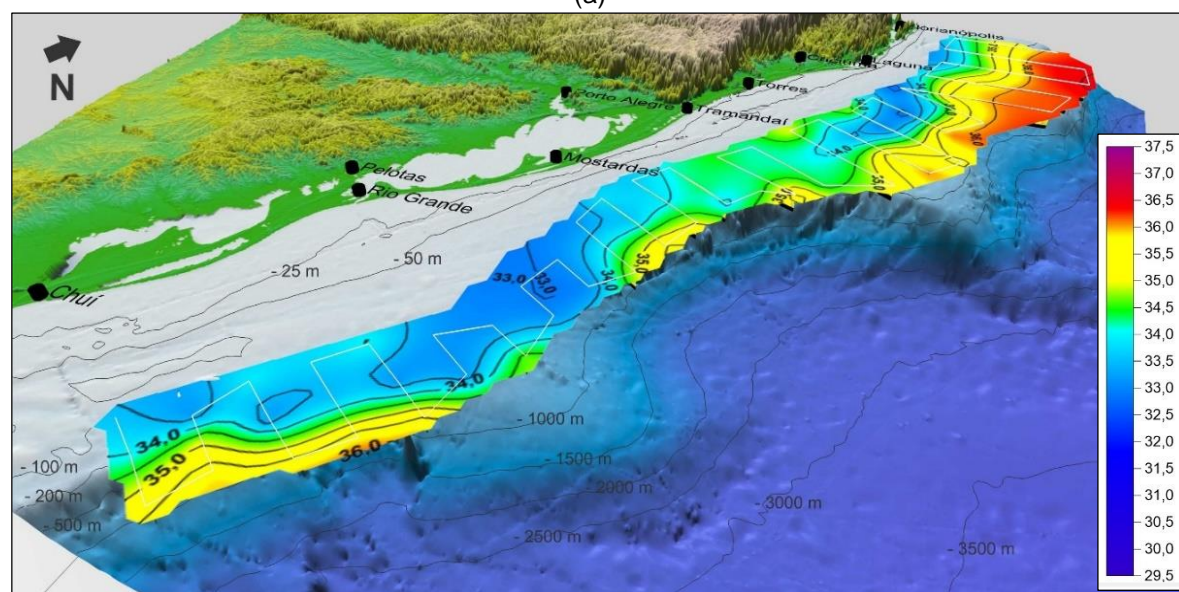 (a)
N
Florianópolis
Laguna
Torres
Tramandaí
Porto Alegre
Mostardas
Pelotas
Rio Grande
Chuí
- 25 m
- 50 m
33,0
33,0
34,0
35,0
34,0
35,0
36,0
34,0
34,0
35,0
36,0
- 100 m
- 200 m
- 500 m
- 1000 m
- 1500 m
- 2000 m
- 2500 m
- 3000 m
- 3500 m
37,5
37,0
36,5
36,0
35,5
35,0
34,5
34,0
33,5
33,0
32,5
32,0
31,5
31,0
30,5
30,0
29,5